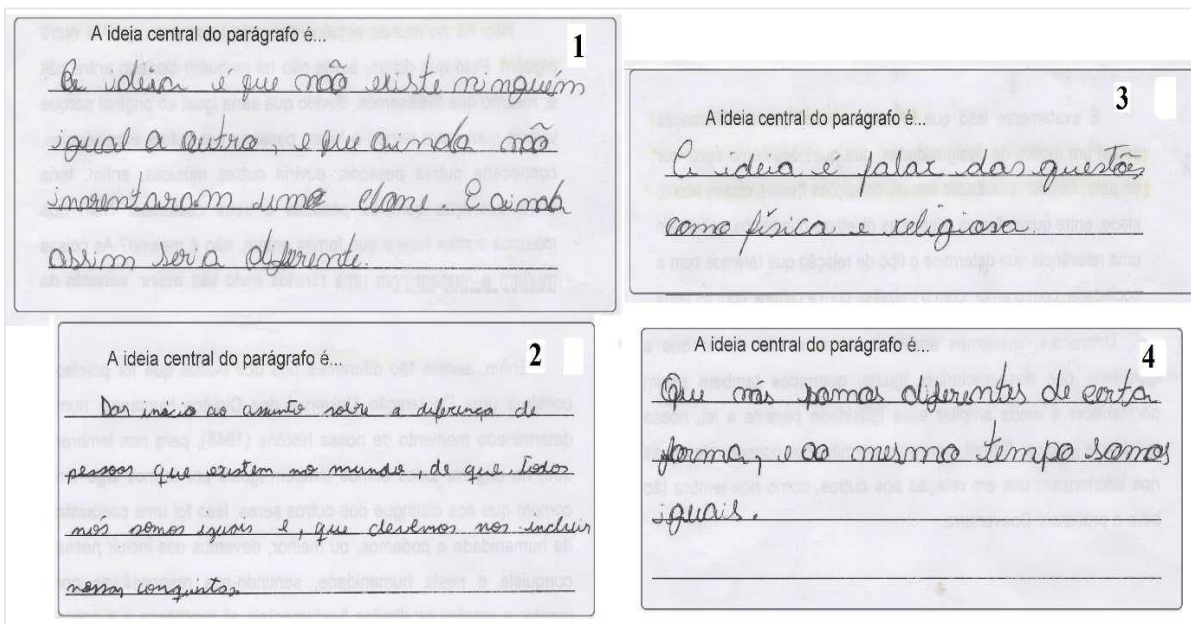 A ideia central do parágrafo é...
1
A ideia é que não existe ninguém
igual a outro, e que ainda não
inventaram uma clone. E ainda
assim será diferente.
A ideia central do parágrafo é...
2
Dar início ao assunto sobre a diferença de
pessoas que existem no mundo, de que todos
nós somos iguais e, que devemos nos incluir
nossas conquistas.
3
A ideia central do parágrafo é...
A ideia é falar das questões
como física e religiosa.
A ideia central do parágrafo é...
4
Que nós somos diferentes de certa
forma, e ao mesmo tempo somos
iguais.